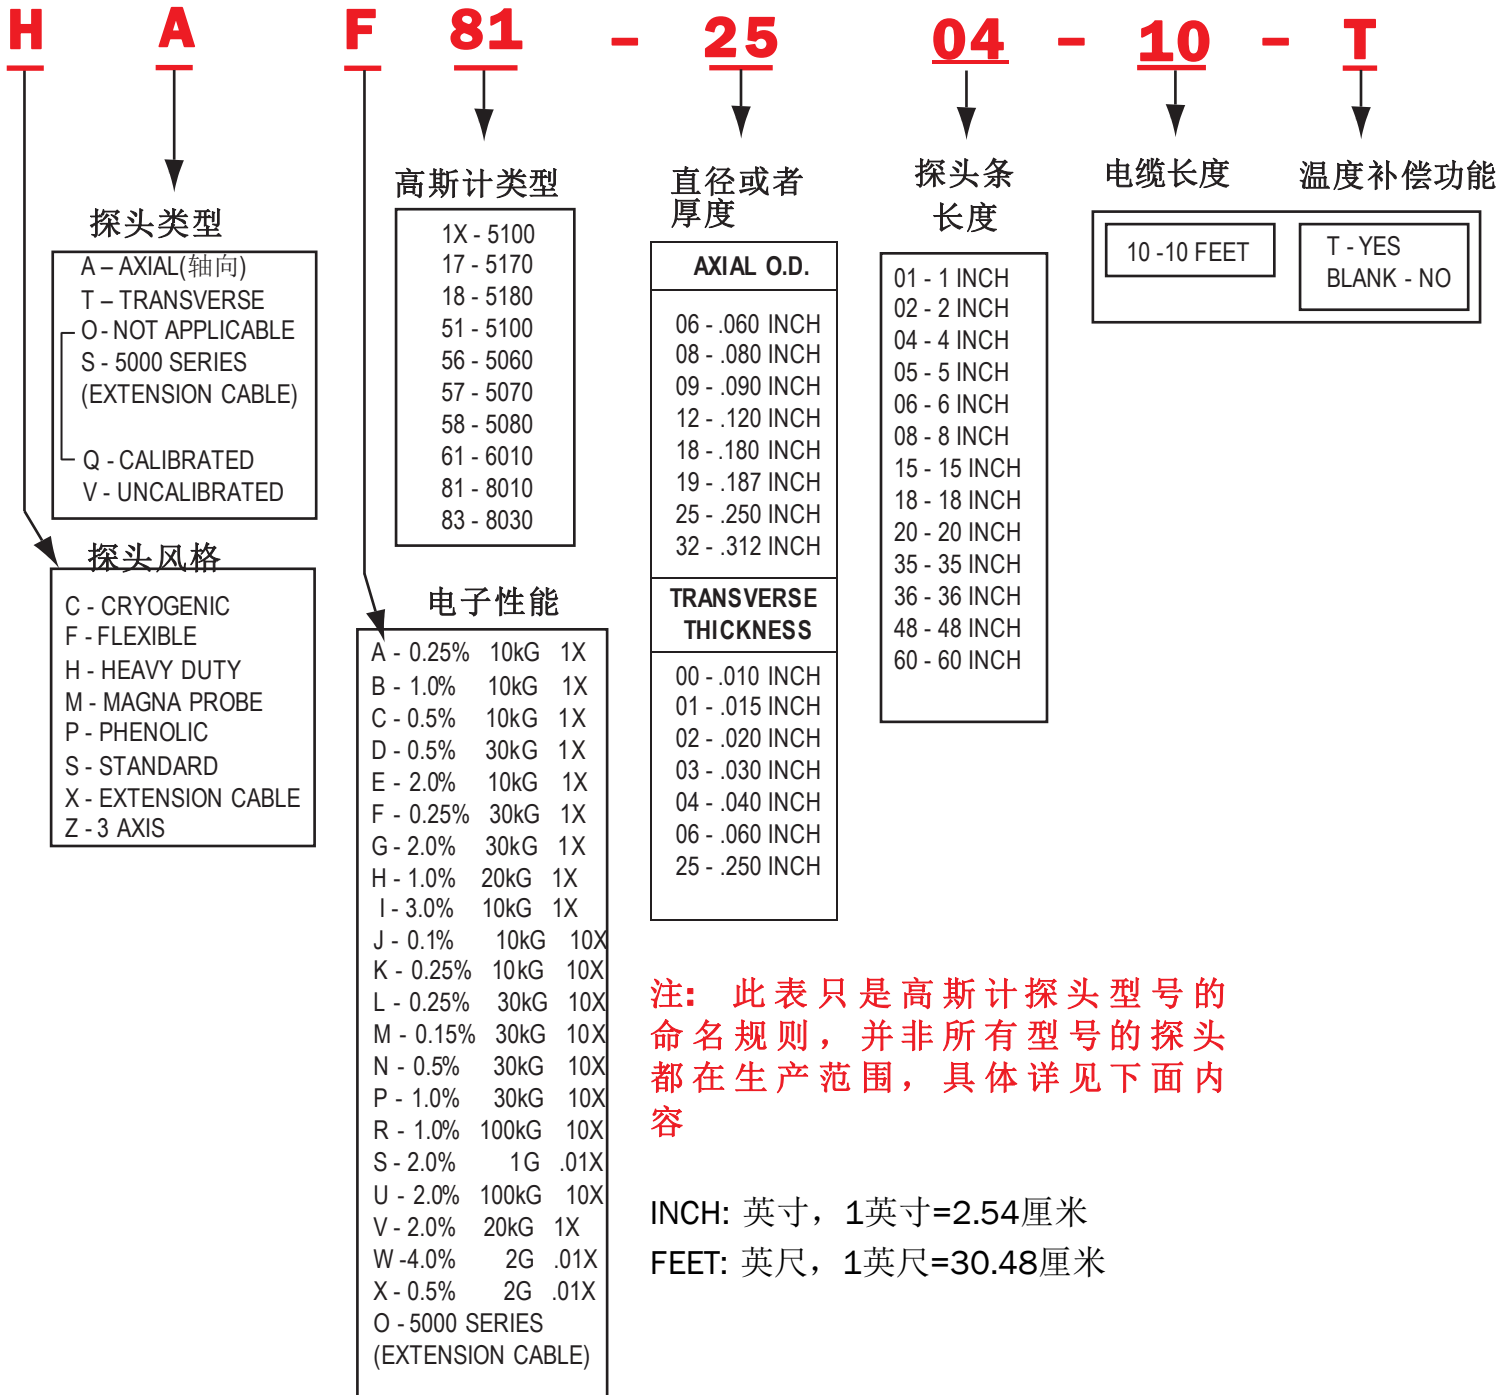 H A F 81 - 25 04 - 10 - T
探头类型
A – AXIAL(轴向)
T – TRANSVERSE
O - NOT APPLICABLE
S - 5000 SERIES
(EXTENSION CABLE)
Q - CALIBRATED
V - UNCALIBRATED
探头风格
C - CRYOGENIC
F - FLEXIBLE
H - HEAVY DUTY
M - MAGNA PROBE
P - PHENOLIC
S - STANDARD
X - EXTENSION CABLE
Z - 3 AXIS
高斯计类型
1X - 5100
17 - 5170
18 - 5180
51 - 5100
56 - 5060
57 - 5070
58 - 5080
61 - 6010
81 - 8010
83 - 8030
电子性能
A - 0.25% 10kG 1X
B - 1.0% 10kG 1X
C - 0.5% 10kG 1X
D - 0.5% 30kG 1X
E - 2.0% 10kG 1X
F - 0.25% 30kG 1X
G - 2.0% 30kG 1X
H - 1.0% 20kG 1X
I - 3.0% 10kG 1X
J - 0.1% 10kG 10X
K - 0.25% 10kG 10X
L - 0.25% 30kG 10X
M - 0.15% 30kG 10X
N - 0.5% 30kG 10X
P - 1.0% 30kG 10X
R - 1.0% 100kG 10X
S - 2.0% 1G .01X
U - 2.0% 100kG 10X
V - 2.0% 20kG 1X
W -4.0% 2G .01X
X - 0.5% 2G .01X
O - 5000 SERIES
(EXTENSION CABLE)
直径或者
厚度
AXIAL O.D.
06 - .060 INCH
08 - .080 INCH
09 - .090 INCH
12 - .120 INCH
18 - .180 INCH
19 - .187 INCH
25 - .250 INCH
32 - .312 INCH
TRANSVERSE
THICKNESS
00 - .010 INCH
01 - .015 INCH
02 - .020 INCH
03 - .030 INCH
04 - .040 INCH
06 - .060 INCH
25 - .250 INCH
探头条
长度
01 - 1 INCH
02 - 2 INCH
04 - 4 INCH
05 - 5 INCH
06 - 6 INCH
08 - 8 INCH
15 - 15 INCH
18 - 18 INCH
20 - 20 INCH
35 - 35 INCH
36 - 36 INCH
48 - 48 INCH
60 - 60 INCH
电缆长度
10 -10 FEET
温度补偿功能
T - YES
BLANK - NO
注: 此表只是高斯计探头型号的
命名规则，并非所有型号的探头
都在生产范围，具体详见下面内
容
INCH: 英寸，1英寸=2.54厘米
FEET: 英尺，1英尺=30.48厘米